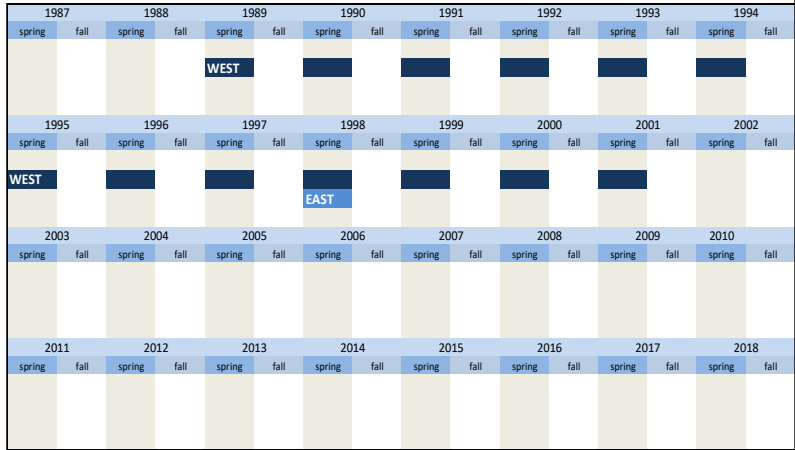 1987 1988 1989 1990 1991 1992 1993 1994
spring fall spring fall spring fall spring fall spring fall spring fall spring fall spring fall
WEST
1995 1996 1997 1998 1999 2000 2001 2002
spring fall spring fall spring fall spring fall spring fall spring fall spring fall spring fall
WEST
EAST
2003 2004 2005 2006 2007 2008 2009 2010
spring fall spring fall spring fall spring fall spring fall spring fall spring fall spring fall
2011 2012 2013 2014 2015 2016 2017 2018
spring fall spring fall spring fall spring fall spring fall spring fall spring fall spring fall